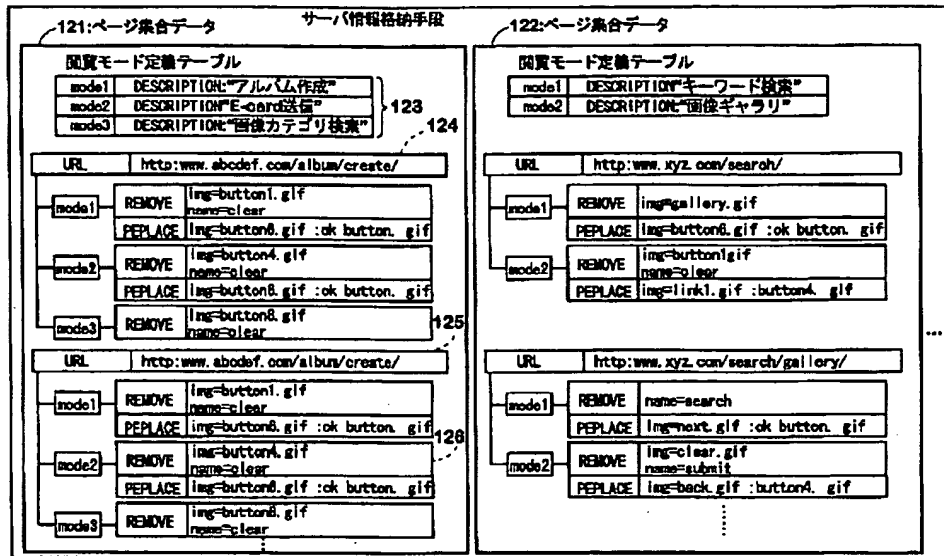 サーバ情報格納手段
121:ページ集合データ
閲覧モード定義テーブル
mode1 DESCRIPTION:"アルバム作成"
mode2 DESCRIPTION"E-card送信"
mode3 DESCRIPTION:"画像カテゴリ検索"
123
124
URL http:www.abcdef.com/album/create/
mode1 REMOVE img=button1.gif
name=clear
PEPLACE img=button6.gif :ok button. gif
mode2 REMOVE img=button4.gif
name=clear
PEPLACE img=button6.gif :ok button. gif
mode3 REMOVE img=button8.gif
name=clear
125
URL http:www.abcdef.com/album/create/
mode1 REMOVE img=button1.gif
name=clear
PEPLACE img=button6.gif :ok button. gif
126
mode2 REMOVE img=button4.gif
name=clear
PEPLACE img=button6.gif :ok button. gif
mode3 REMOVE img=button8.gif
name=clear
122:ページ集合データ
閲覧モード定義テーブル
mode1 DESCRIPTION"キーワード検索"
mode2 DESCRIPTION:"画像ギャラリ"
URL http:www.xyz.com/search/
mode1 REMOVE img=gallery.gif
PEPLACE img=button6.gif :ok button. gif
mode2 REMOVE img=button1gif
name=clear
PEPLACE img=link1.gif :button4. gif
URL http:www.xyz.com/search/gallery/
mode1 REMOVE name=search
PEPLACE img=next.gif :ok button. gif
mode2 REMOVE img=clear.gif
name=submit
PEPLACE img=back.gif :button4. gif
…